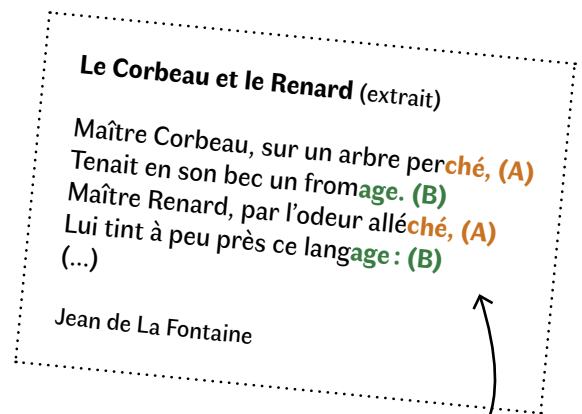 Le Corbeau et le Renard (extrait)
Maître Corbeau, sur un arbre perché, (A)
Tenait en son bec un fromage. (B)
Maître Renard, par l’odeur alléché, (A)
Lui tint à peu près ce langage : (B)
(...)
Jean de La Fontaine